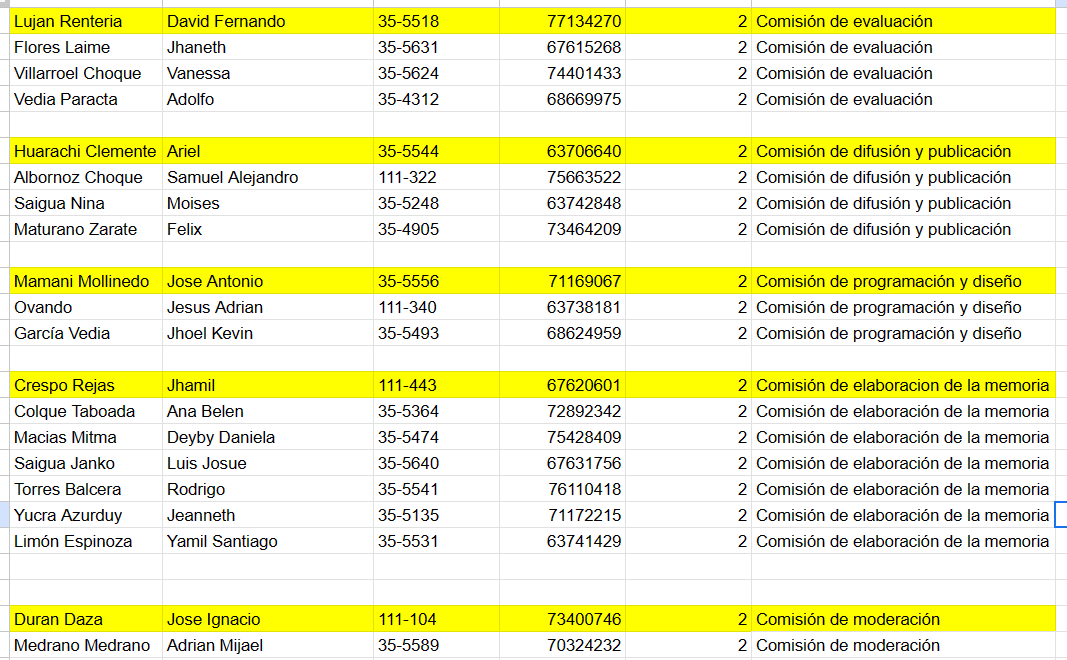 Lujan Renteria David Fernando 35-5518 77134270 2 Comisión de evaluación
Flores Laime Jhaneth 35-5631 67615268 2 Comisión de evaluación
Villarroel Choque Vanessa 35-5624 74401433 2 Comisión de evaluación
Vedia Paracta Adolfo 35-4312 68669975 2 Comisión de evaluación
Huarachi Clemente Ariel 35-5544 63706640 2 Comisión de difusión y publicación
Albornoz Choque Samuel Alejandro 111-322 75663522 2 Comisión de difusión y publicación
Saigua Nina Moises 35-5248 63742848 2 Comisión de difusión y publicación
Maturano Zarate Felix 35-4905 73464209 2 Comisión de difusión y publicación
Mamani Mollinedo Jose Antonio 35-5556 71169067 2 Comisión de programación y diseño
Ovando Jesus Adrian 111-340 63738181 2 Comisión de programación y diseño
García Vedia Jhoel Kevin 35-5493 68624959 2 Comisión de programación y diseño
Crespo Rejas Jhamil 111-443 67620601 2 Comisión de elaboracion de la memoria
Colque Taboada Ana Belen 35-5364 72892342 2 Comisión de elaboración de la memoria
Macias Mitma Deyby Daniela 35-5474 75428409 2 Comisión de elaboración de la memoria
Saigua Janko Luis Josue 35-5640 67631756 2 Comisión de elaboración de la memoria
Torres Balcera Rodrigo 35-5541 76110418 2 Comisión de elaboración de la memoria
Yucra Azurduy Jeanneth 35-5135 71172215 2 Comisión de elaboración de la memoria
Limón Espinoza Yamil Santiago 35-5531 63741429 2 Comisión de elaboración de la memoria
Duran Daza Jose Ignacio 111-104 73400746 2 Comisión de moderación
Medrano Medrano Adrian Mijael 35-5589 70324232 2 Comisión de moderación